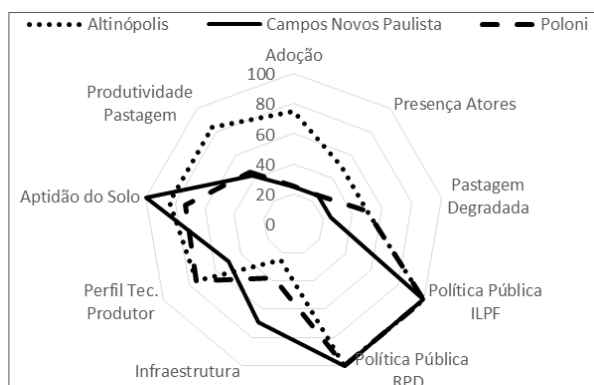 Altinópolis Campos Novos Paulista Poloni
Adoção
100
80
60
40
20
0
Presença Atores
Pastagem
Degradada
Política Pública
ILPF
Política Pública
RPD
Infraestrutura
Perfil Tec.
Produtor
Aptidão do Solo
Produtividade
Pastagem